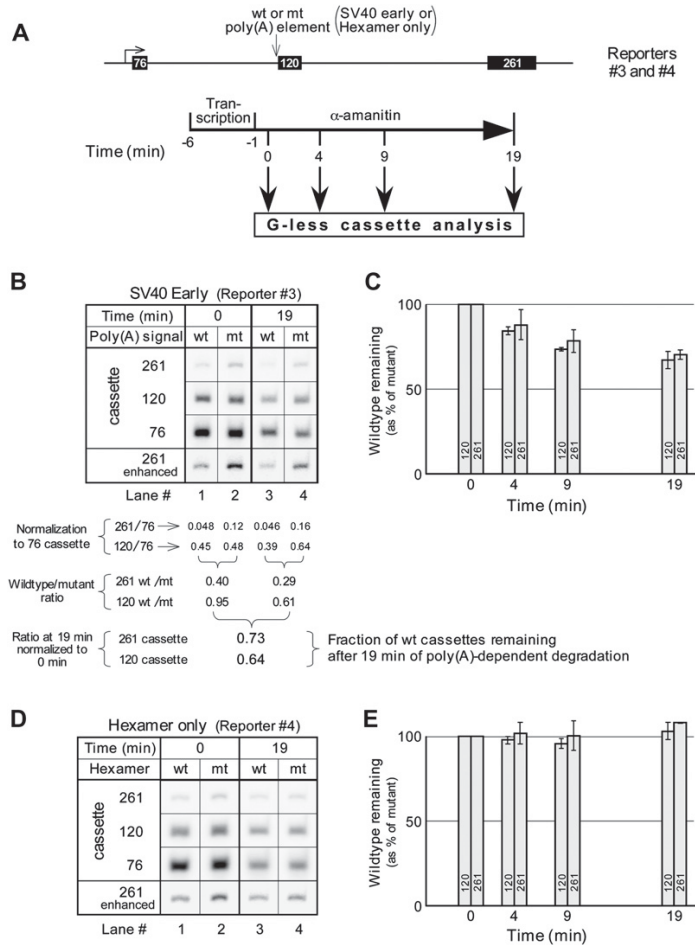 A
wt or mt
poly(A) element
(SV40 early or
Hexamer only)
76
120
261
Reporters
#3 and #4
Tran-
scription
α-amanitin
-6
-1
Time (min)
0
4
9
19
G-less cassette analysis
B
SV40 Early (Reporter #3)
Time (min) 0 19
Poly(A) signal wt mt wt mt
cassette
261
120
76
261
enhanced
Lane # 1 2 3 4
Normalization
to 76 cassette
261/76 0.048 0.12 0.046 0.16
120/76 0.45 0.48 0.39 0.64
Wildtype/mutant
ratio
261 wt /mt 0.40 0.29
120 wt/mt 0.95 0.61
Ratio at 19 min
normalized to
0 min
261 cassette 0.73
120 cassette 0.64
Fraction of wt cassettes remaining
after 19 min of poly(A)-dependent degradation
C
Wildtype remaining
(as % of mutant)
100
50
0
120 261 120 261 120 261 120 261
0 4 9 19
Time (min)
D
Hexamer only (Reporter #4)
Time (min) 0 19
Hexamer wt mt wt mt
cassette
261
120
76
261
enhanced
Lane # 1 2 3 4
E
Wildtype remaining
(as % of mutant)
100
50
0
120 261 120 261 120 261 120 261
0 4 9 19
Time (min)